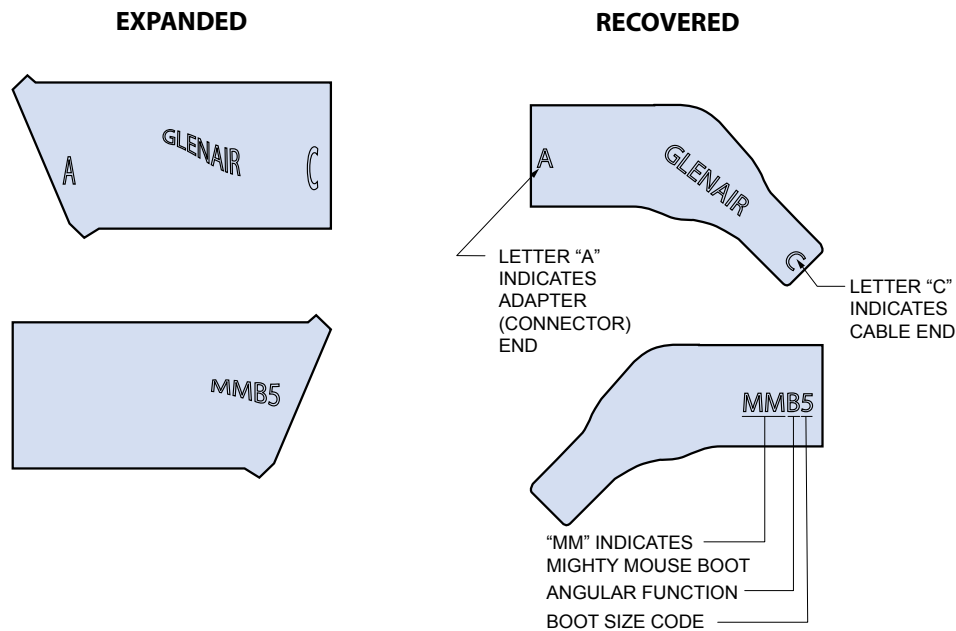 EXPANDED
RECOVERED
A
GLENAIR
C
A
GLENAIR
C
LETTER “A”
INDICATES
ADAPTER
(CONNECTOR)
END
LETTER “C”
INDICATES
CABLE END
MMB5
MMB5
“MM” INDICATES
MIGHTY MOUSE BOOT
ANGULAR FUNCTION
BOOT SIZE CODE